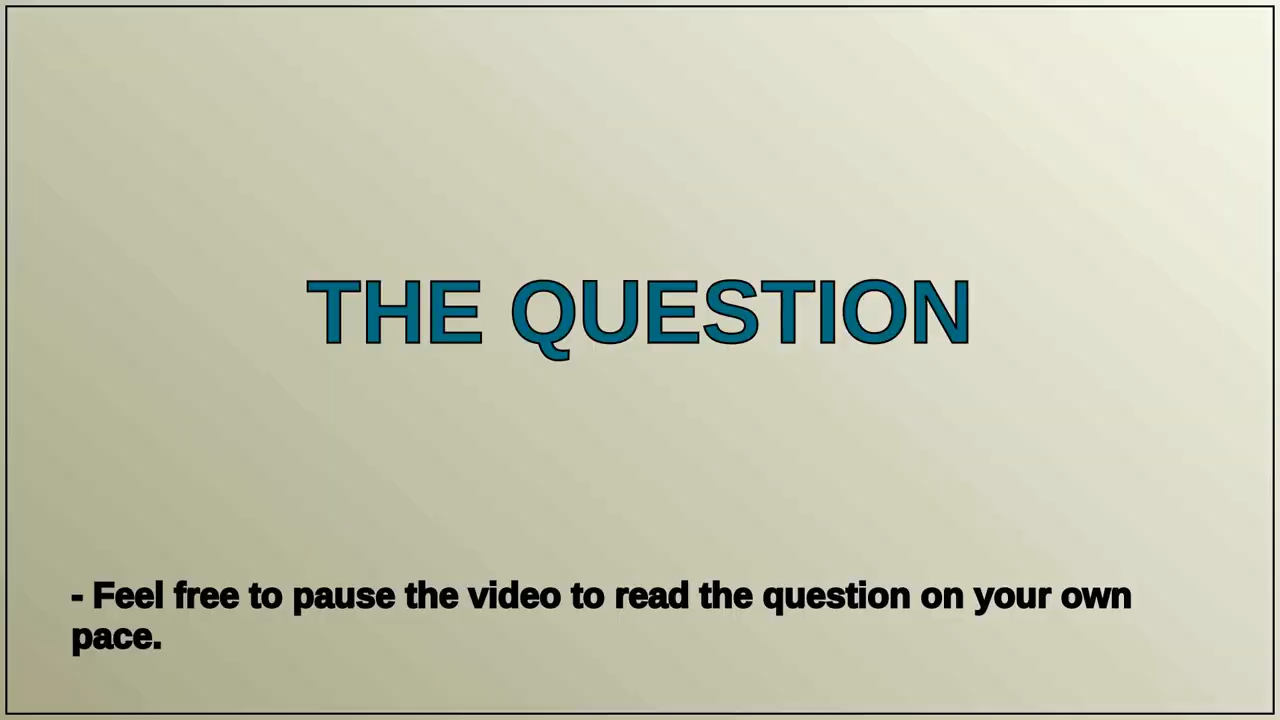 THE QUESTION
- Feel free to pause the video to read the question on your own
pace.